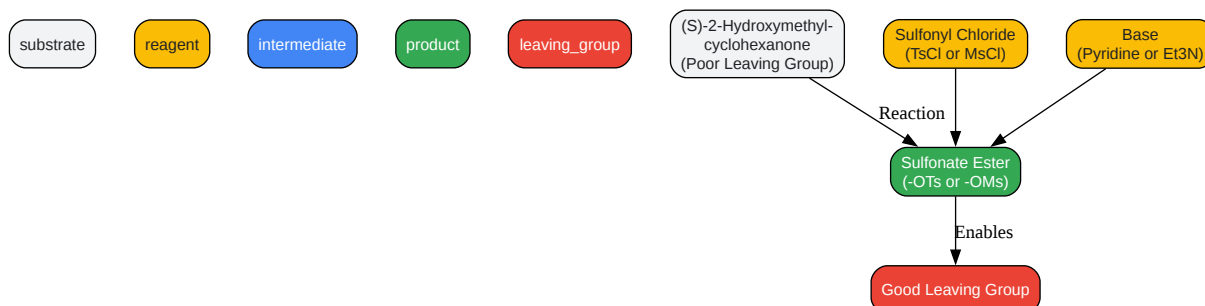 substrate
reagent
intermediate
product
leaving_group
(S)-2-Hydroxymethyl-
cyclohexanone
(Poor Leaving Group)
Sulfonyl Chloride
(TsCl or MsCl)
Base
(Pyridine or Et3N)
Reaction
Sulfonate Ester
(-OTs or -OMs)
Enables
Good Leaving Group